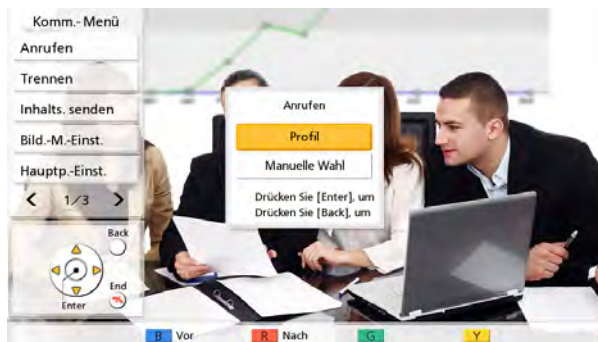 Komm.- Menü
Anrufen
Trennen
Inhalts. senden
Bild.-M.-Einst.
Hauptp.-Einst.
1/3
Back
End
Enter
Anrufen
Profil
Manuelle Wahl
Drücken Sie [Enter], um
Drücken Sie [Back], um
B Vor R Nach G Y